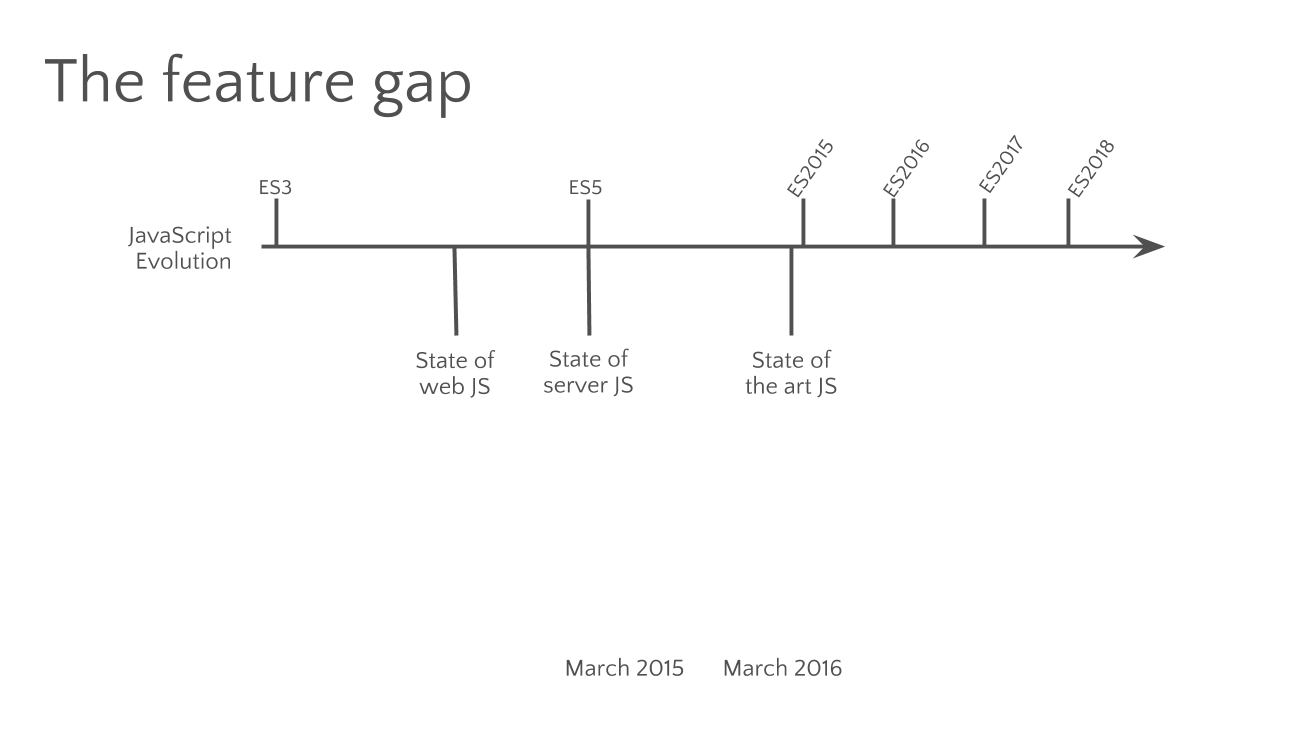 The feature gap
ES3
ES5
ES2015
ES2016
ES2017
ES2018
JavaScript
Evolution
State of
web JS
State of
server JS
State of
the art JS
March 2015
March 2016